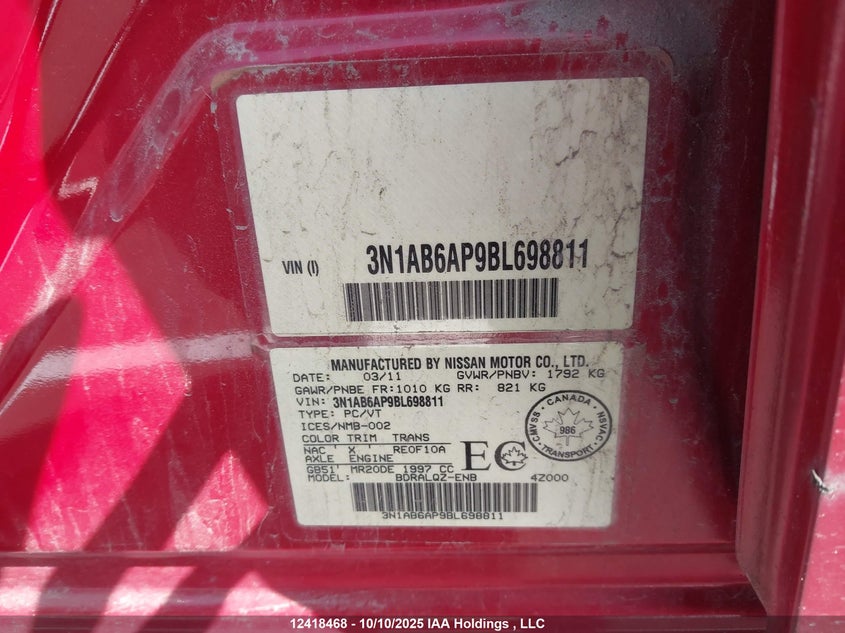 VIN (I) 3N1AB6AP9BL698811
MANUFACTURED BY NISSAN MOTOR CO., LTD.
DATE: 03/11 GVWR/PNBV: 1792 KG
GAWR/PNBE FR:1010 KG RR: 821 KG
VIN: 3N1AB6AP9BL698811
TYPE: PC/VT
ICES/NMB-002
COLOR TRIM TRANS
NAC ' X ' RE0F10A
AXLE ENGINE
GB51 MR20DE 1997 CC
MODEL: BDRALQZ-ENB 4Z000
EC
CANADA
CMVSS NSVAC
986
TRANSPORT
3N1AB6AP9BL698811
12418468 - 10/10/2025 IAA Holdings , LLC